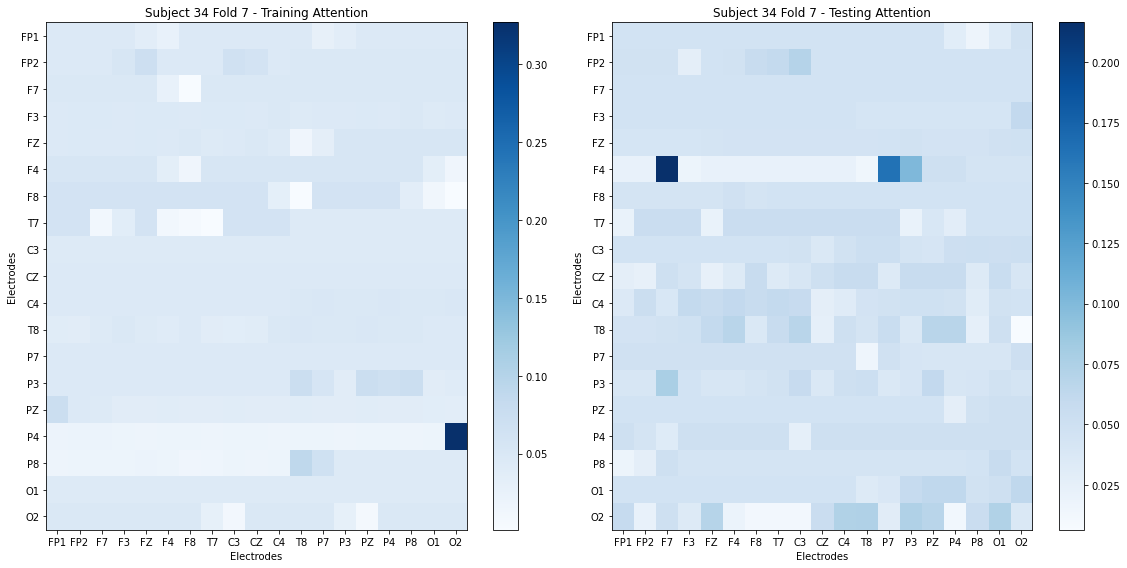 Subject 34 Fold 7 - Training Attention
FP1
FP2
F7
F3
FZ
F4
F8
T7
C3
CZ
C4
T8
P7
P3
PZ
P4
P8
O1
O2
Electrodes
FP1 FP2 F7 F3 FZ F4 F8 T7 C3 CZ C4 T8 P7 P3 PZ P4 P8 O1 O2
Electrodes
0.30
0.25
0.20
0.15
0.10
0.05
Subject 34 Fold 7 - Testing Attention
FP1
FP2
F7
F3
FZ
F4
F8
T7
C3
CZ
C4
T8
P7
P3
PZ
P4
P8
O1
O2
Electrodes
FP1 FP2 F7 F3 FZ F4 F8 T7 C3 CZ C4 T8 P7 P3 PZ P4 P8 O1 O2
Electrodes
0.200
0.175
0.150
0.125
0.100
0.075
0.050
0.025